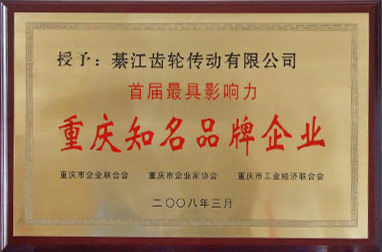 授予：綦江齿轮传动有限公司
首届最具影响力
重庆知名品牌企业
重庆市企业联合会 重庆市企业家协会 重庆市工业经济联合会
二〇〇八年三月